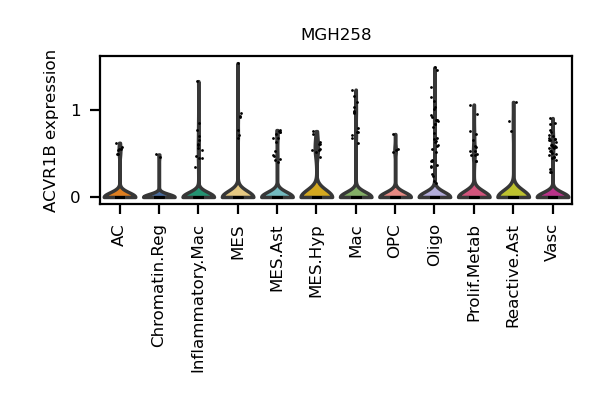 MGH258
ACVR1B expression
1
0
AC
Chromatin.Reg
Inflammatory.Mac
MES
MES.Ast
MES.Hyp
Mac
OPC
Oligo
Prolif.Metab
Reactive.Ast
Vasc